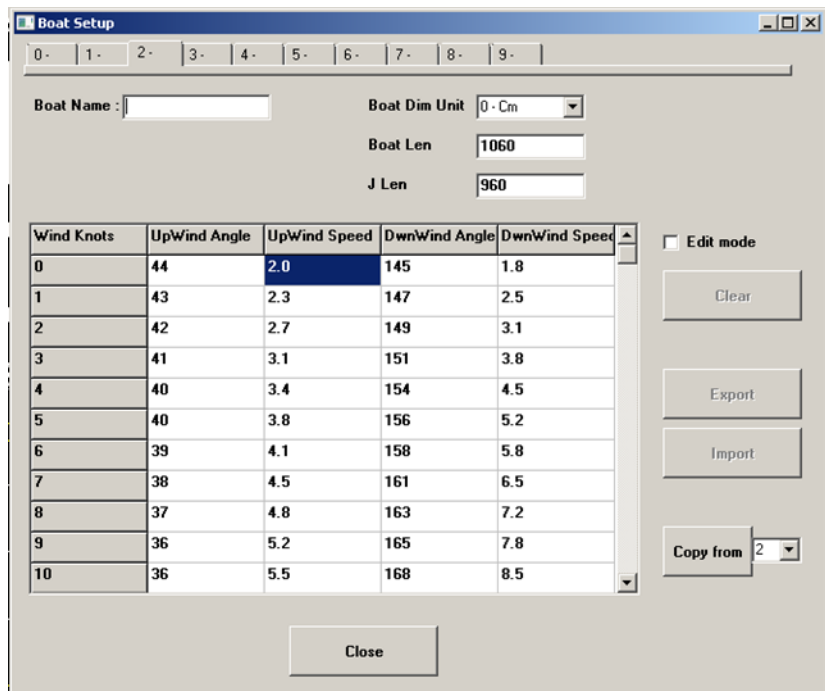 Boat Setup
0 - 1 - 2 - 3 - 4 - 5 - 6 - 7 - 8 - 9 -
Boat Name : Boat Dim Unit 0 - Cm
Boat Len 1060
J Len 960
Wind Knots UpWind Angle UpWind Speed DwnWind Angle DwnWind Speed
0 44 2.0 145 1.8
1 43 2.3 147 2.5
2 42 2.7 149 3.1
3 41 3.1 151 3.8
4 40 3.4 154 4.5
5 40 3.8 156 5.2
6 39 4.1 158 5.8
7 38 4.5 161 6.5
8 37 4.8 163 7.2
9 36 5.2 165 7.8
10 36 5.5 168 8.5
Edit mode
Clear
Export
Import
Copy from 2
Close